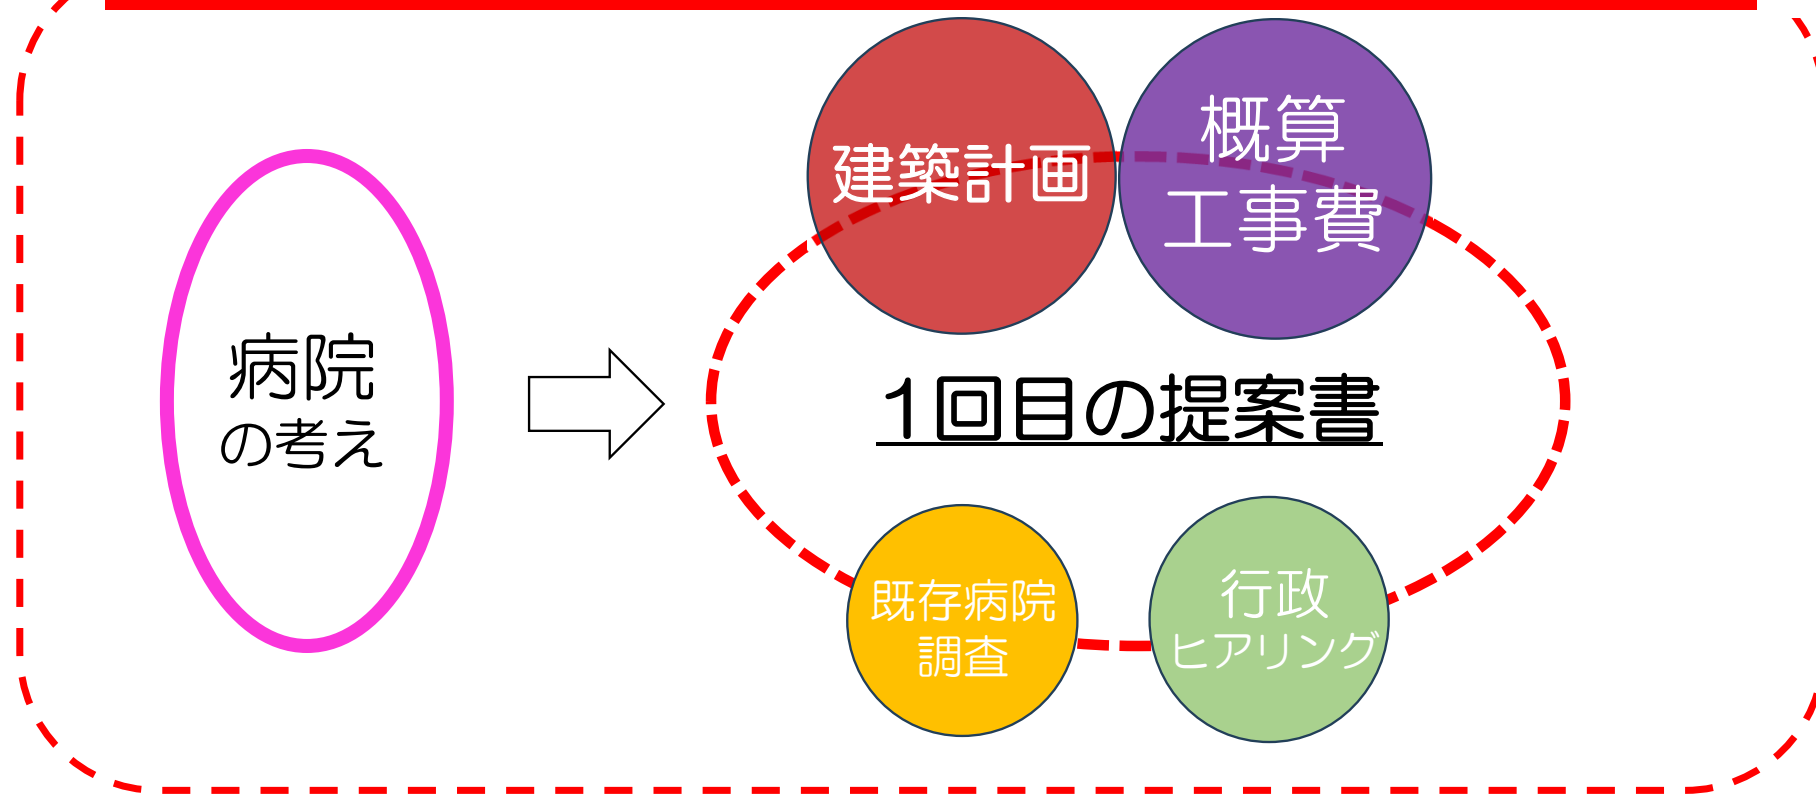 建築計画
概算
工事費
病院
の考え
1回目の提案書
既存病院
調査
行政
ヒアリング